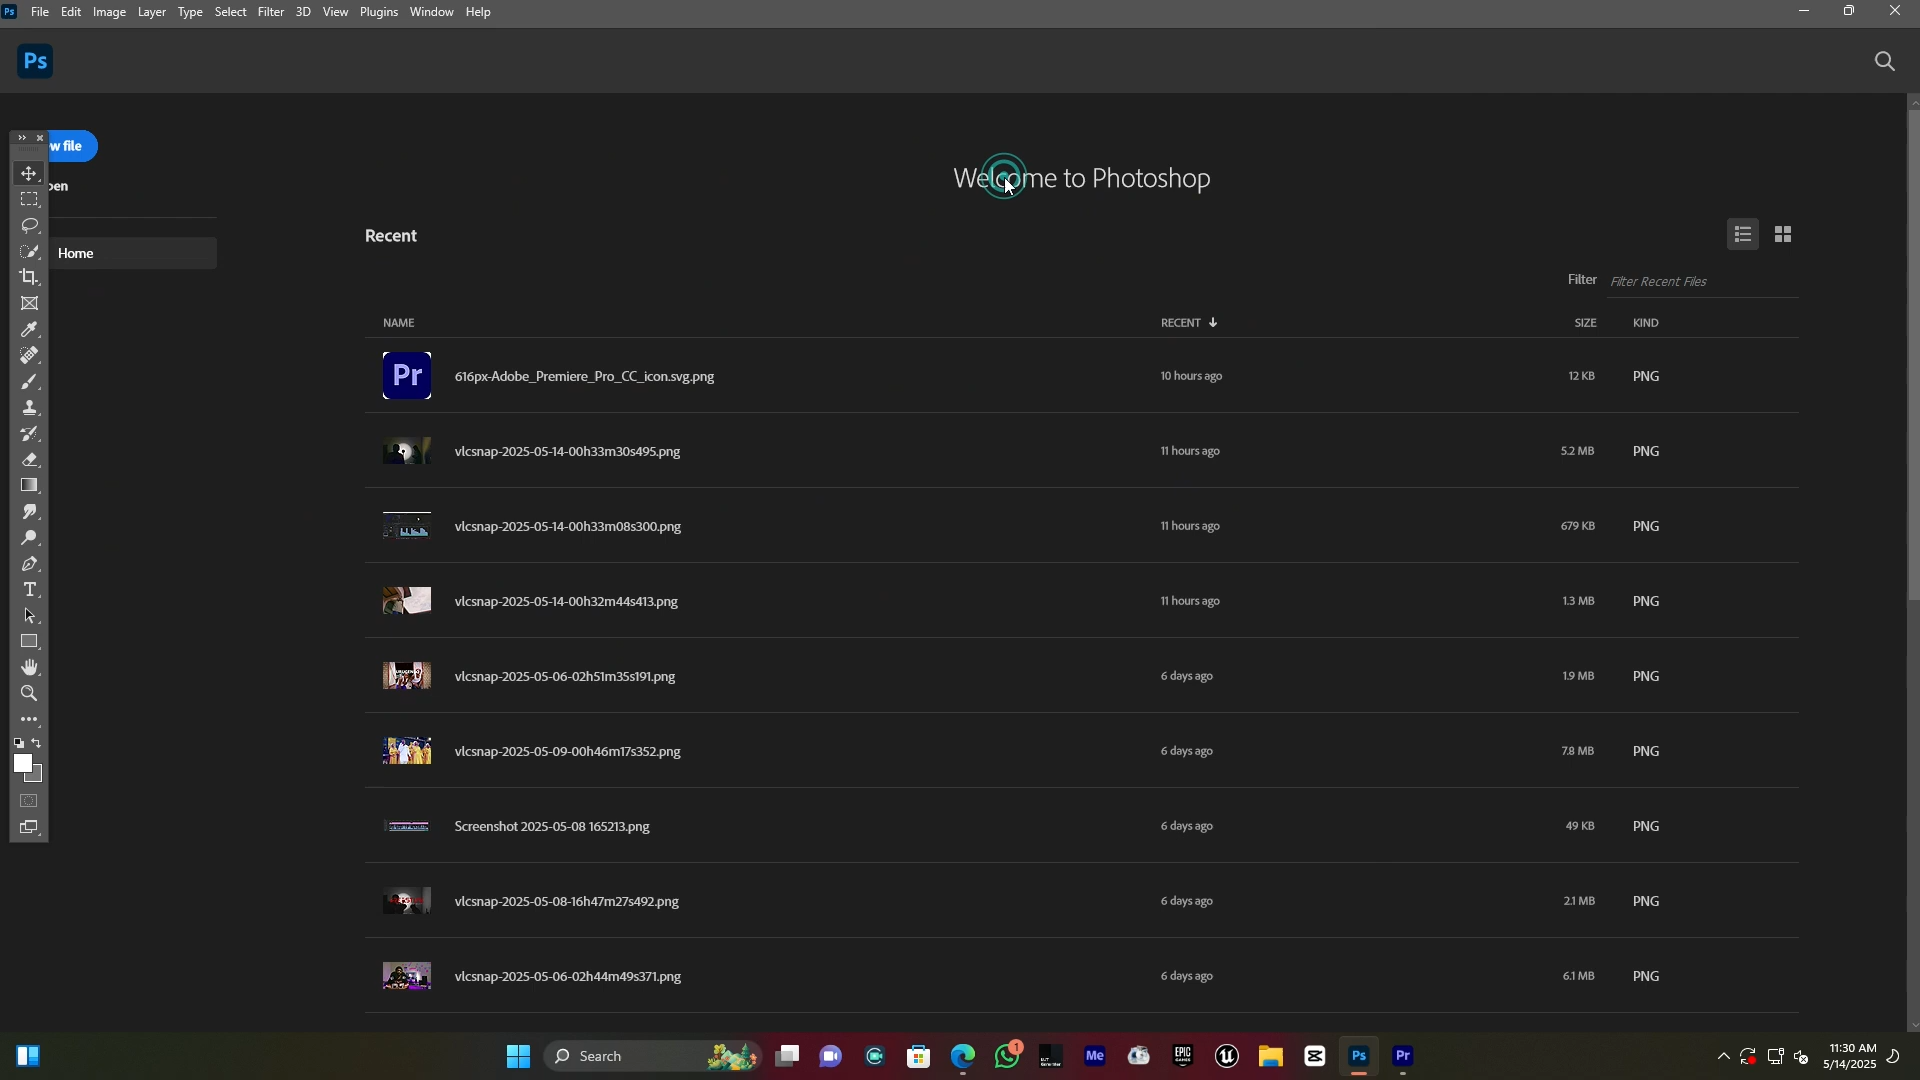 Ps File Edit Image Layer Type Select Filter 3D View Plugins Window Help
Ps
w file
pen
Home
Welcome to Photoshop
Recent
Filter Filter Recent Files
NAME RECENT SIZE KIND
Pr 616px-Adobe_Premiere_Pro_CC_icon.svg.png 10 hours ago 12 KB PNG
vlcsnap-2025-05-14-00h33m30s495.png 11 hours ago 5.2 MB PNG
vlcsnap-2025-05-14-00h33m08s300.png 11 hours ago 679 KB PNG
vlcsnap-2025-05-14-00h32m44s413.png 11 hours ago 1.3 MB PNG
vlcsnap-2025-05-06-02h51m35s191.png 6 days ago 1.9 MB PNG
vlcsnap-2025-05-09-00h46m17s352.png 6 days ago 7.8 MB PNG
Screenshot 2025-05-08 165213.png 6 days ago 49 KB PNG
vlcsnap-2025-05-08-16h47m27s492.png 6 days ago 2.1 MB PNG
vlcsnap-2025-05-06-02h44m49s371.png 6 days ago 6.1 MB PNG
Search 1 Me EPIC GAMES Ps Pr 11:30 AM
5/14/2025